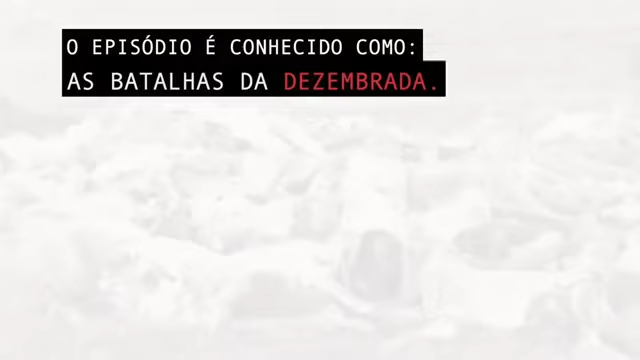 O EPISÓDIO É CONHECIDO COMO:
AS BATALHAS DA DEZEMBRADA.